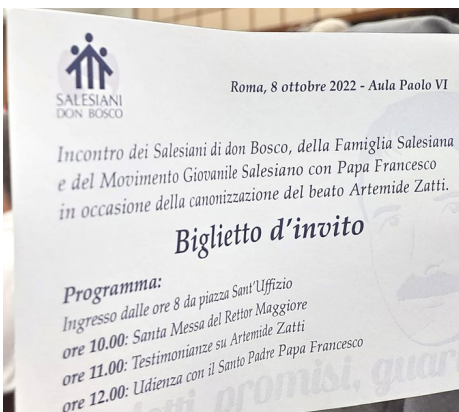 SALESIANI
DON BOSCO
Roma, 8 ottobre 2022 - Aula Paolo VI
Incontro dei Salesiani di don Bosco, della Famiglia Salesiana
e del Movimento Giovanile Salesiano con Papa Francesco
in occasione della canonizzazione del beato Artemide Zatti.
Biglietto d'invito
Programma:
Ingresso dalle ore 8 da piazza Sant'Uffizio
ore 10.00: Santa Messa del Rettor Maggiore
ore 11.00: Testimonianze su Artemide Zatti
ore 12.00: Udienza con il Santo Padre Papa Francesco
promisi,